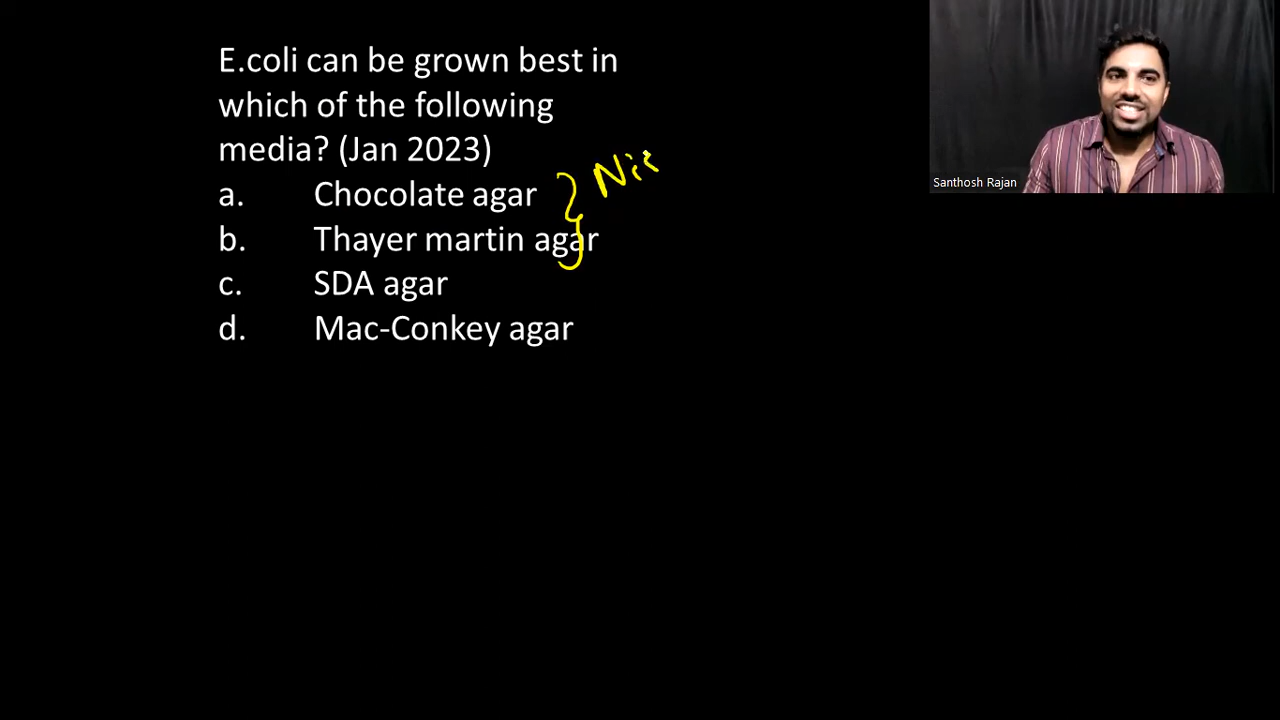 E.coli can be grown best in
which of the following
media? (Jan 2023)
a. Chocolate agar
b. Thayer martin agar
c. SDA agar
d. Mac-Conkey agar
Santhosh Rajan